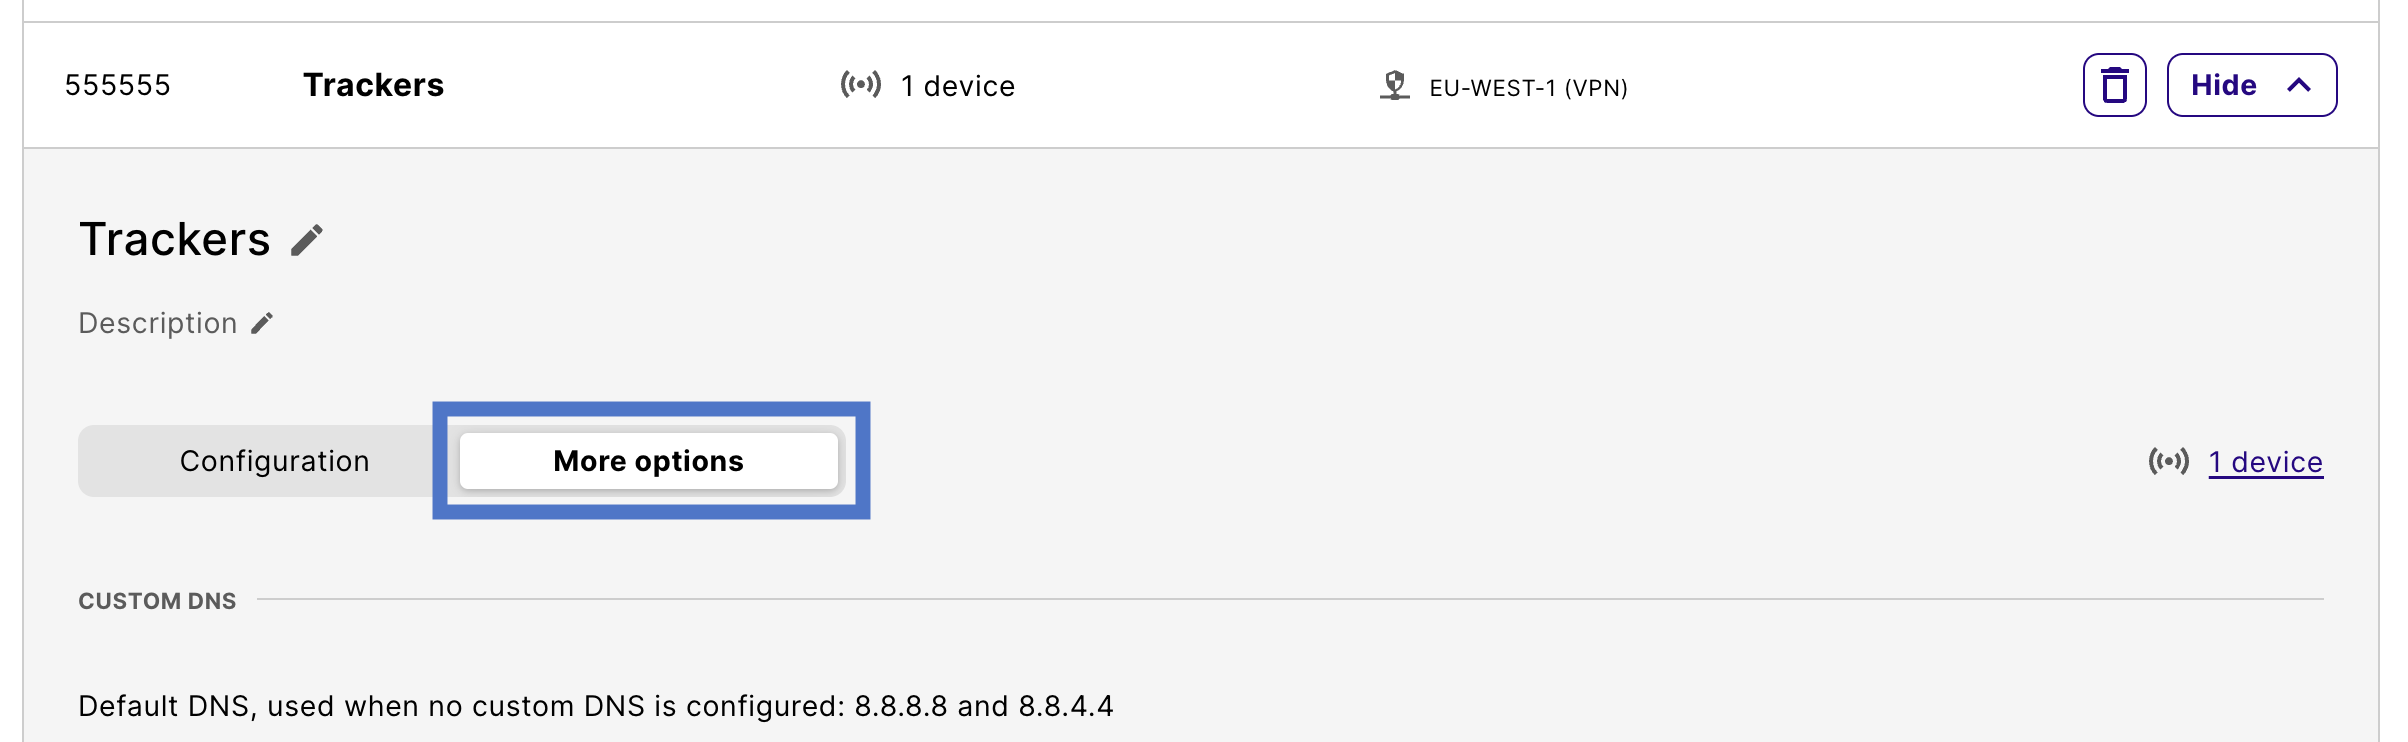 555555 Trackers 1 device EU-WEST-1 (VPN) Hide
Trackers
Description
Configuration More options 1 device
CUSTOM DNS
Default DNS, used when no custom DNS is configured: 8.8.8.8 and 8.8.4.4